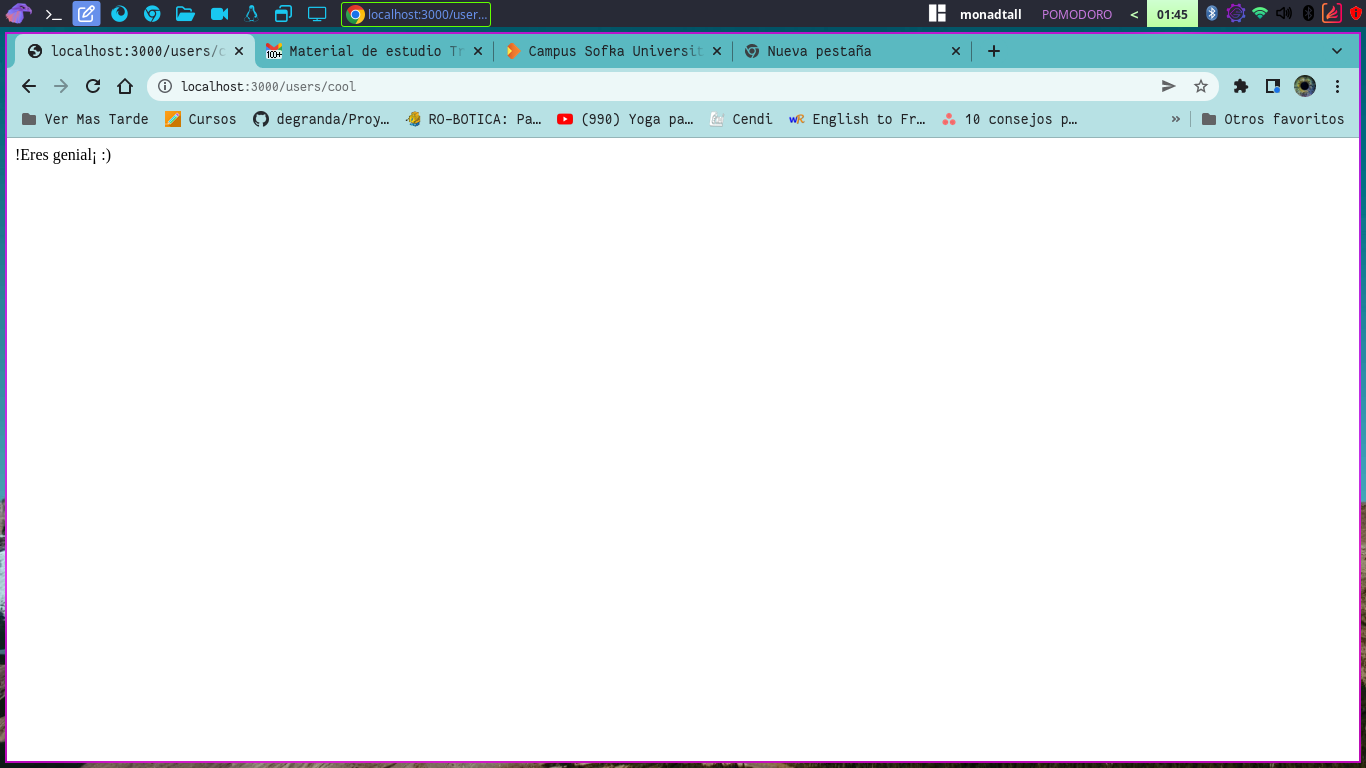 localhost:3000/user... monadtall POMODORO < 01:45
localhost:3000/users/c Material de estudio Tr Campus Sofka Universit Nueva pestaña
localhost:3000/users/cool
Ver Mas Tarde Cursos degranda/Proy… RO-BOTICA: Pa… (990) Yoga pa… Cendi English to Fr… 10 consejos p… » Otros favoritos
!Eres genial¡ :)